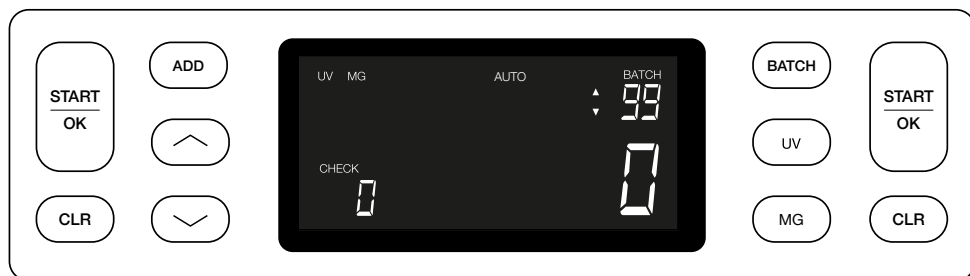 START
OK
CLR
ADD
UV MG AUTO BATCH
99
CHECK
0
0
BATCH
UV
MG
START
OK
CLR